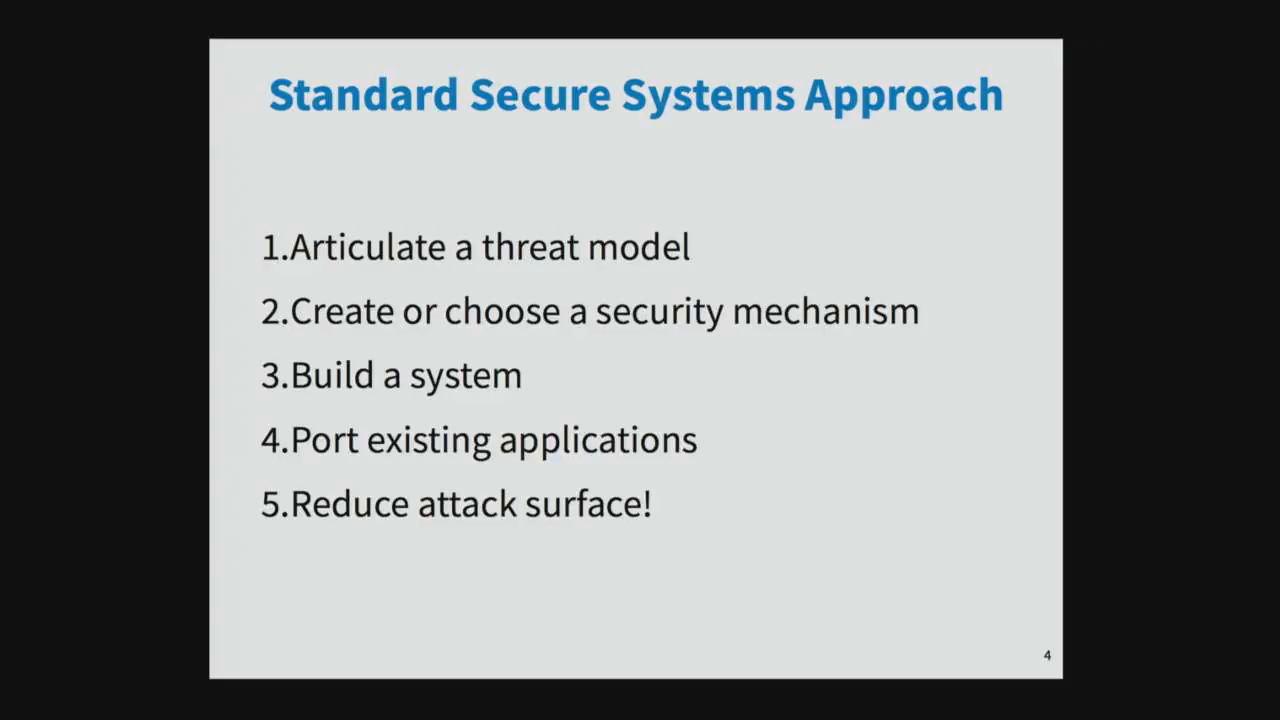 Standard Secure Systems Approach
1.Articulate a threat model
2.Create or choose a security mechanism
3.Build a system
4.Port existing applications
5.Reduce attack surface!
4